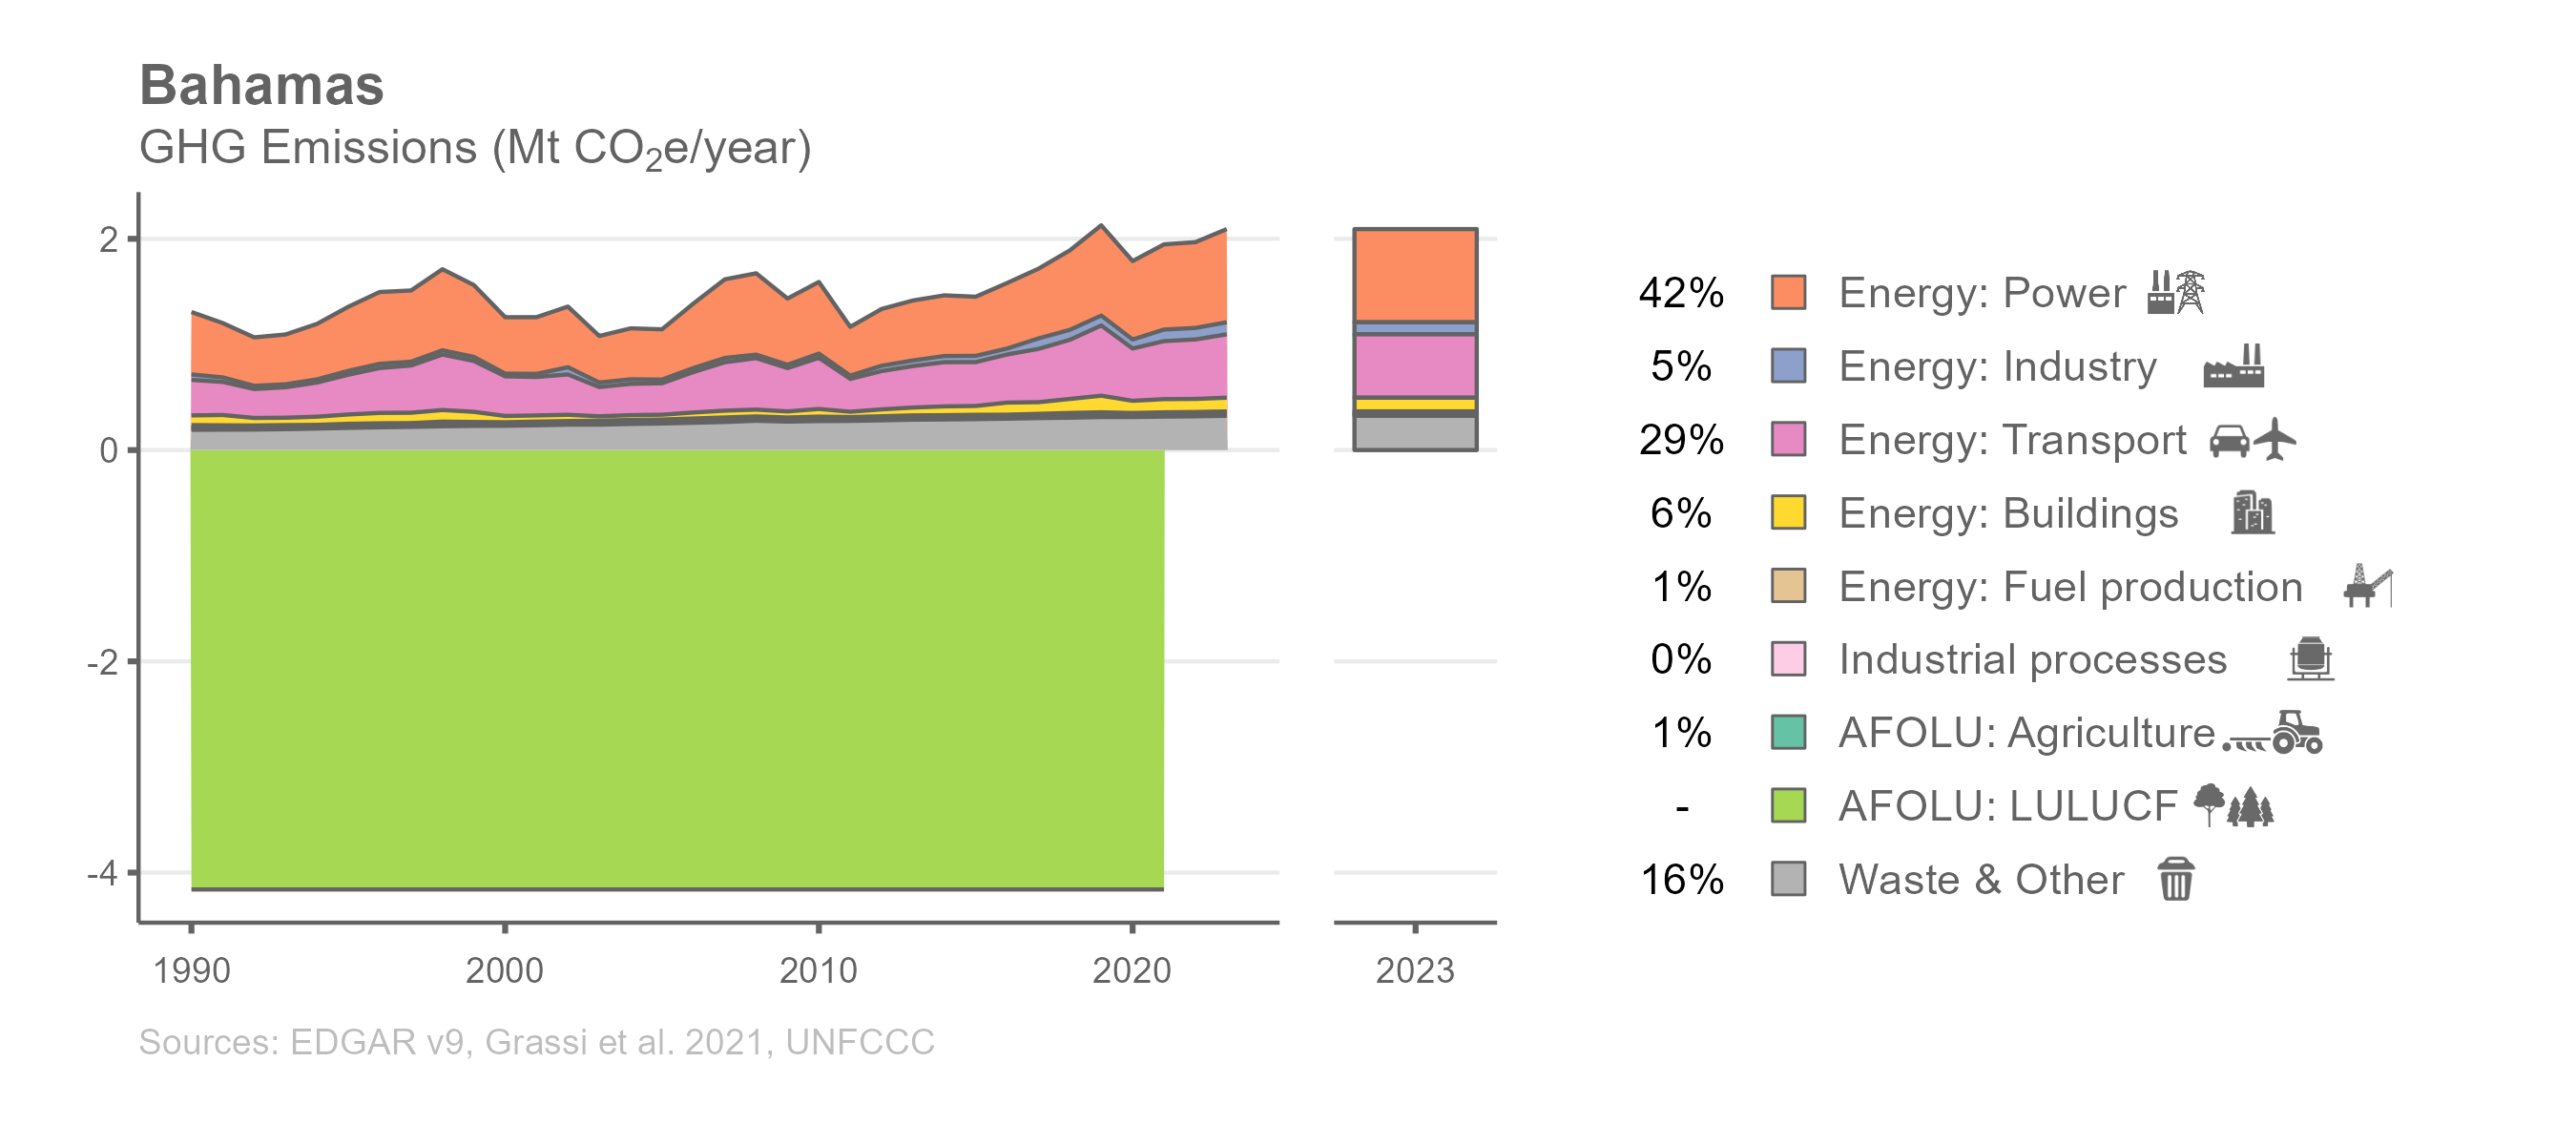 Bahamas
GHG Emissions (Mt CO₂e/year)
2
0
-2
-4
1990 2000 2010 2020 2023
42% Energy: Power
5% Energy: Industry
29% Energy: Transport
6% Energy: Buildings
1% Energy: Fuel production
0% Industrial processes
1% AFOLU: Agriculture
- AFOLU: LULUCF
16% Waste & Other
Sources: EDGAR v9, Grassi et al. 2021, UNFCCC